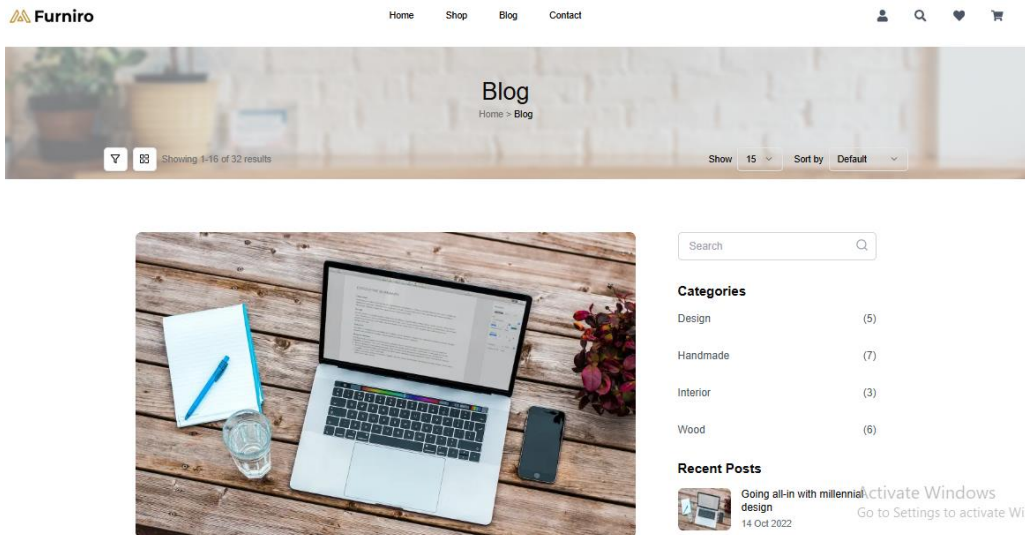 Furniro
Home Shop Blog Contact
Blog
Home > Blog
Showing 1-16 of 32 results
Show 15 Sort by Default
Search
Categories
Design (5)
Handmade (7)
Interior (3)
Wood (6)
Recent Posts
Going all-in with millennial
design
14 Oct 2022
Activate Windows
Go to Settings to activate Wi